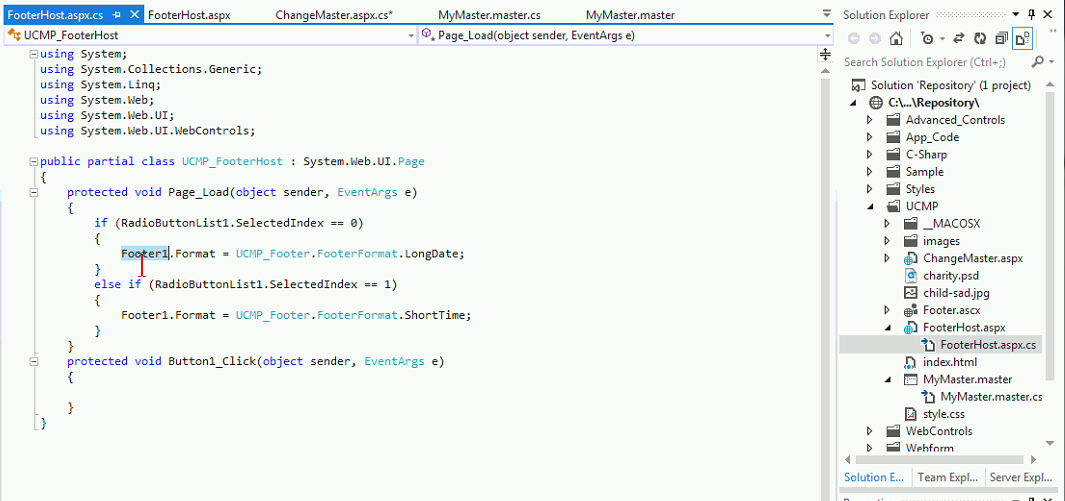 FooterHost.aspx.cs FooterHost.aspx ChangeMaster.aspx.cs* MyMaster.master.cs MyMaster.master
UCMP_FooterHost Page_Load(object sender, EventArgs e)
using System;
using System.Collections.Generic;
using System.Linq;
using System.Web;
using System.Web.UI;
using System.Web.UI.WebControls;
public partial class UCMP_FooterHost : System.Web.UI.Page
{
protected void Page_Load(object sender, EventArgs e)
{
if (RadioButtonList1.SelectedIndex == 0)
{
Footer1.Format = UCMP_Footer.FooterFormat.LongDate;
}
else if (RadioButtonList1.SelectedIndex == 1)
{
Footer1.Format = UCMP_Footer.FooterFormat.ShortTime;
}
}
protected void Button1_Click(object sender, EventArgs e)
{
}
}
Solution Explorer
Search Solution Explorer (Ctrl+;)
Solution 'Repository' (1 project)
C:\...\Repository\
Advanced_Controls
App_Code
C-Sharp
Sample
Styles
UCMP
__MACOSX
images
ChangeMaster.aspx
charity.psd
child-sad.jpg
Footer.ascx
FooterHost.aspx
FooterHost.aspx.cs
index.html
MyMaster.master
MyMaster.master.cs
style.css
WebControls
Webform
Solution E... Team Expl... Server Expl...